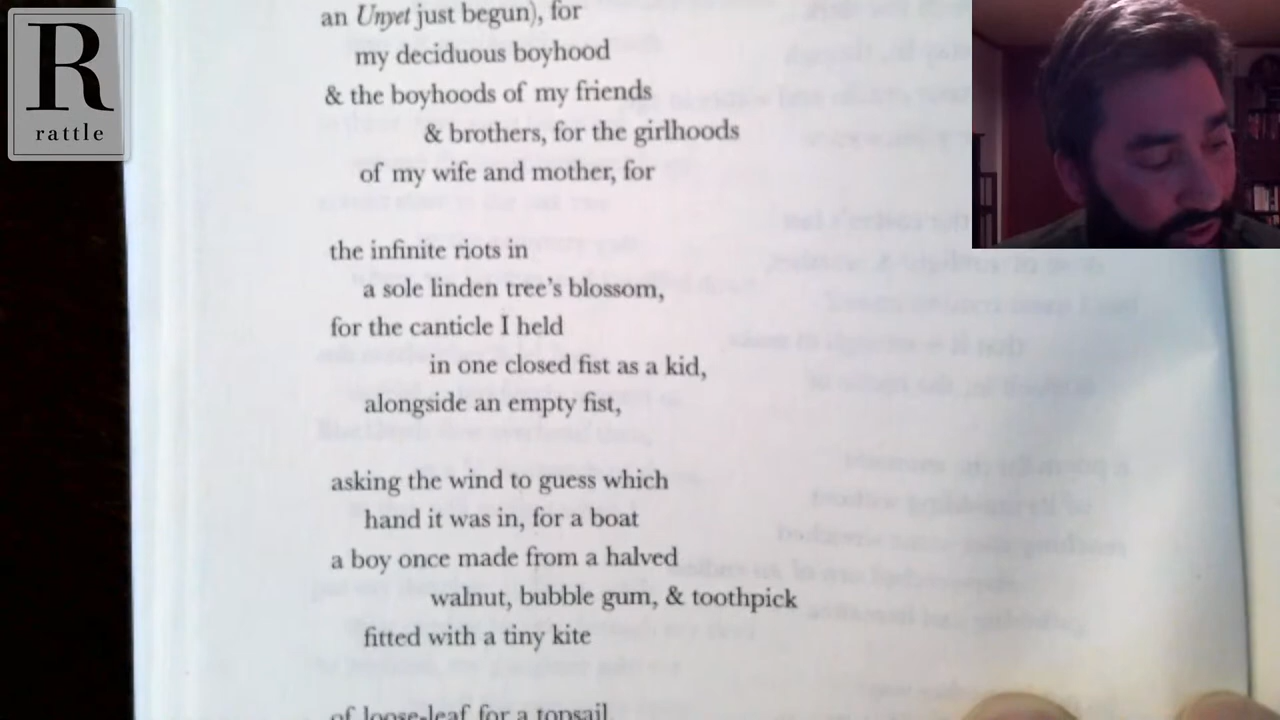 R
rattle
an Unyet just begun), for
my deciduous boyhood
& the boyhoods of my friends
& brothers, for the girlhoods
of my wife and mother, for
the infinite riots in
a sole linden tree's blossom,
for the canticle I held
in one closed fist as a kid,
alongside an empty fist,
asking the wind to guess which
hand it was in, for a boat
a boy once made from a halved
walnut, bubble gum, & toothpick
fitted with a tiny kite
of loose-leaf for a topsail